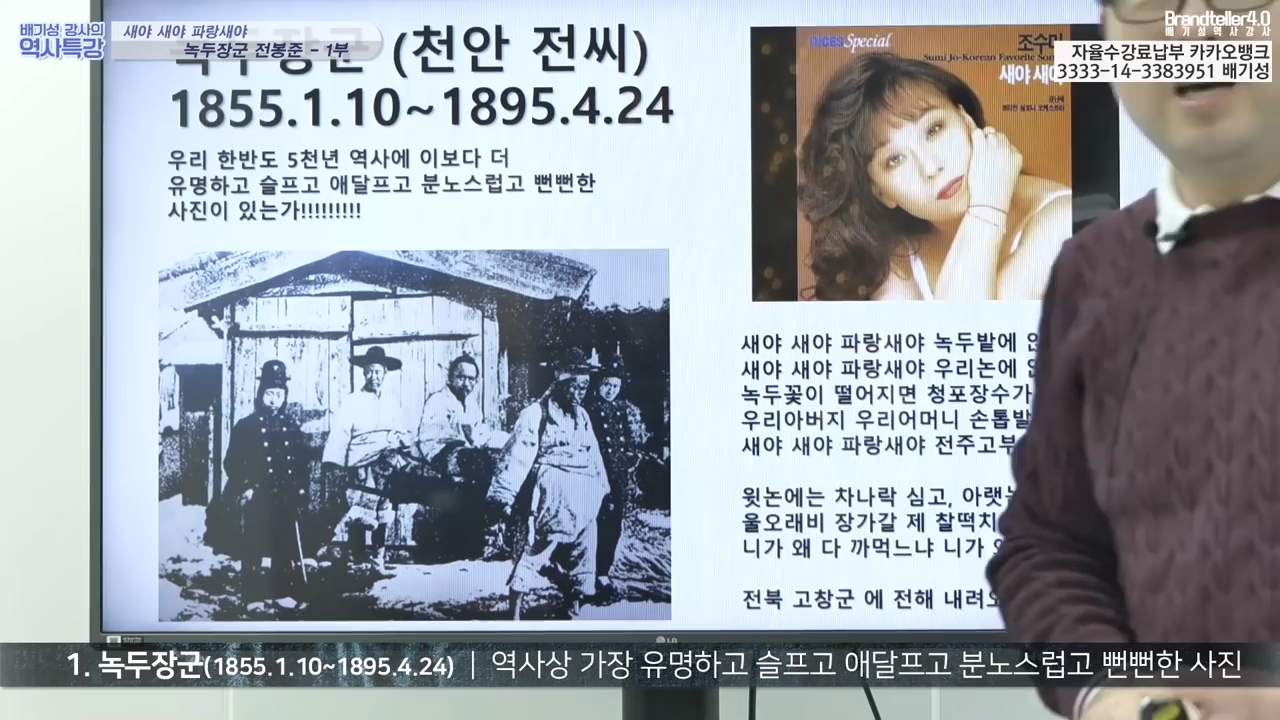 배기성 강사의
역사특강
새야 새야 파랑새야
녹두장군 전봉준 - 1부
Brandteller4.0
배기성역사강사
자율수강료납부 카카오뱅크
3333-14-3383951 배기성
녹두장군 (천안 전씨)
1855.1.10~1895.4.24
우리 한반도 5천년 역사에 이보다 더
유명하고 슬프고 애달프고 분노스럽고 뻔뻔한
사진이 있는가!!!!!!!!!
Special
조수미
Sumi Jo-Korean Favorite
새야 새야
새야 새야 파랑새야 녹두밭에
새야 새야 파랑새야 우리논에
녹두꽃이 떨어지면 청포장수가
우리아버지 우리어머니 손톱발
새야 새야 파랑새야 전주고부
윗논에는 차나락 심고,
울오래비 장가갈 제 찰떡치
니가 왜 다 까먹느냐 니가
전북 고창군 에 전해 내려오
LG
1. 녹두장군(1855.1.10~1895.4.24) | 역사상 가장 유명하고 슬프고 애달프고 분노스럽고 뻔뻔한 사진